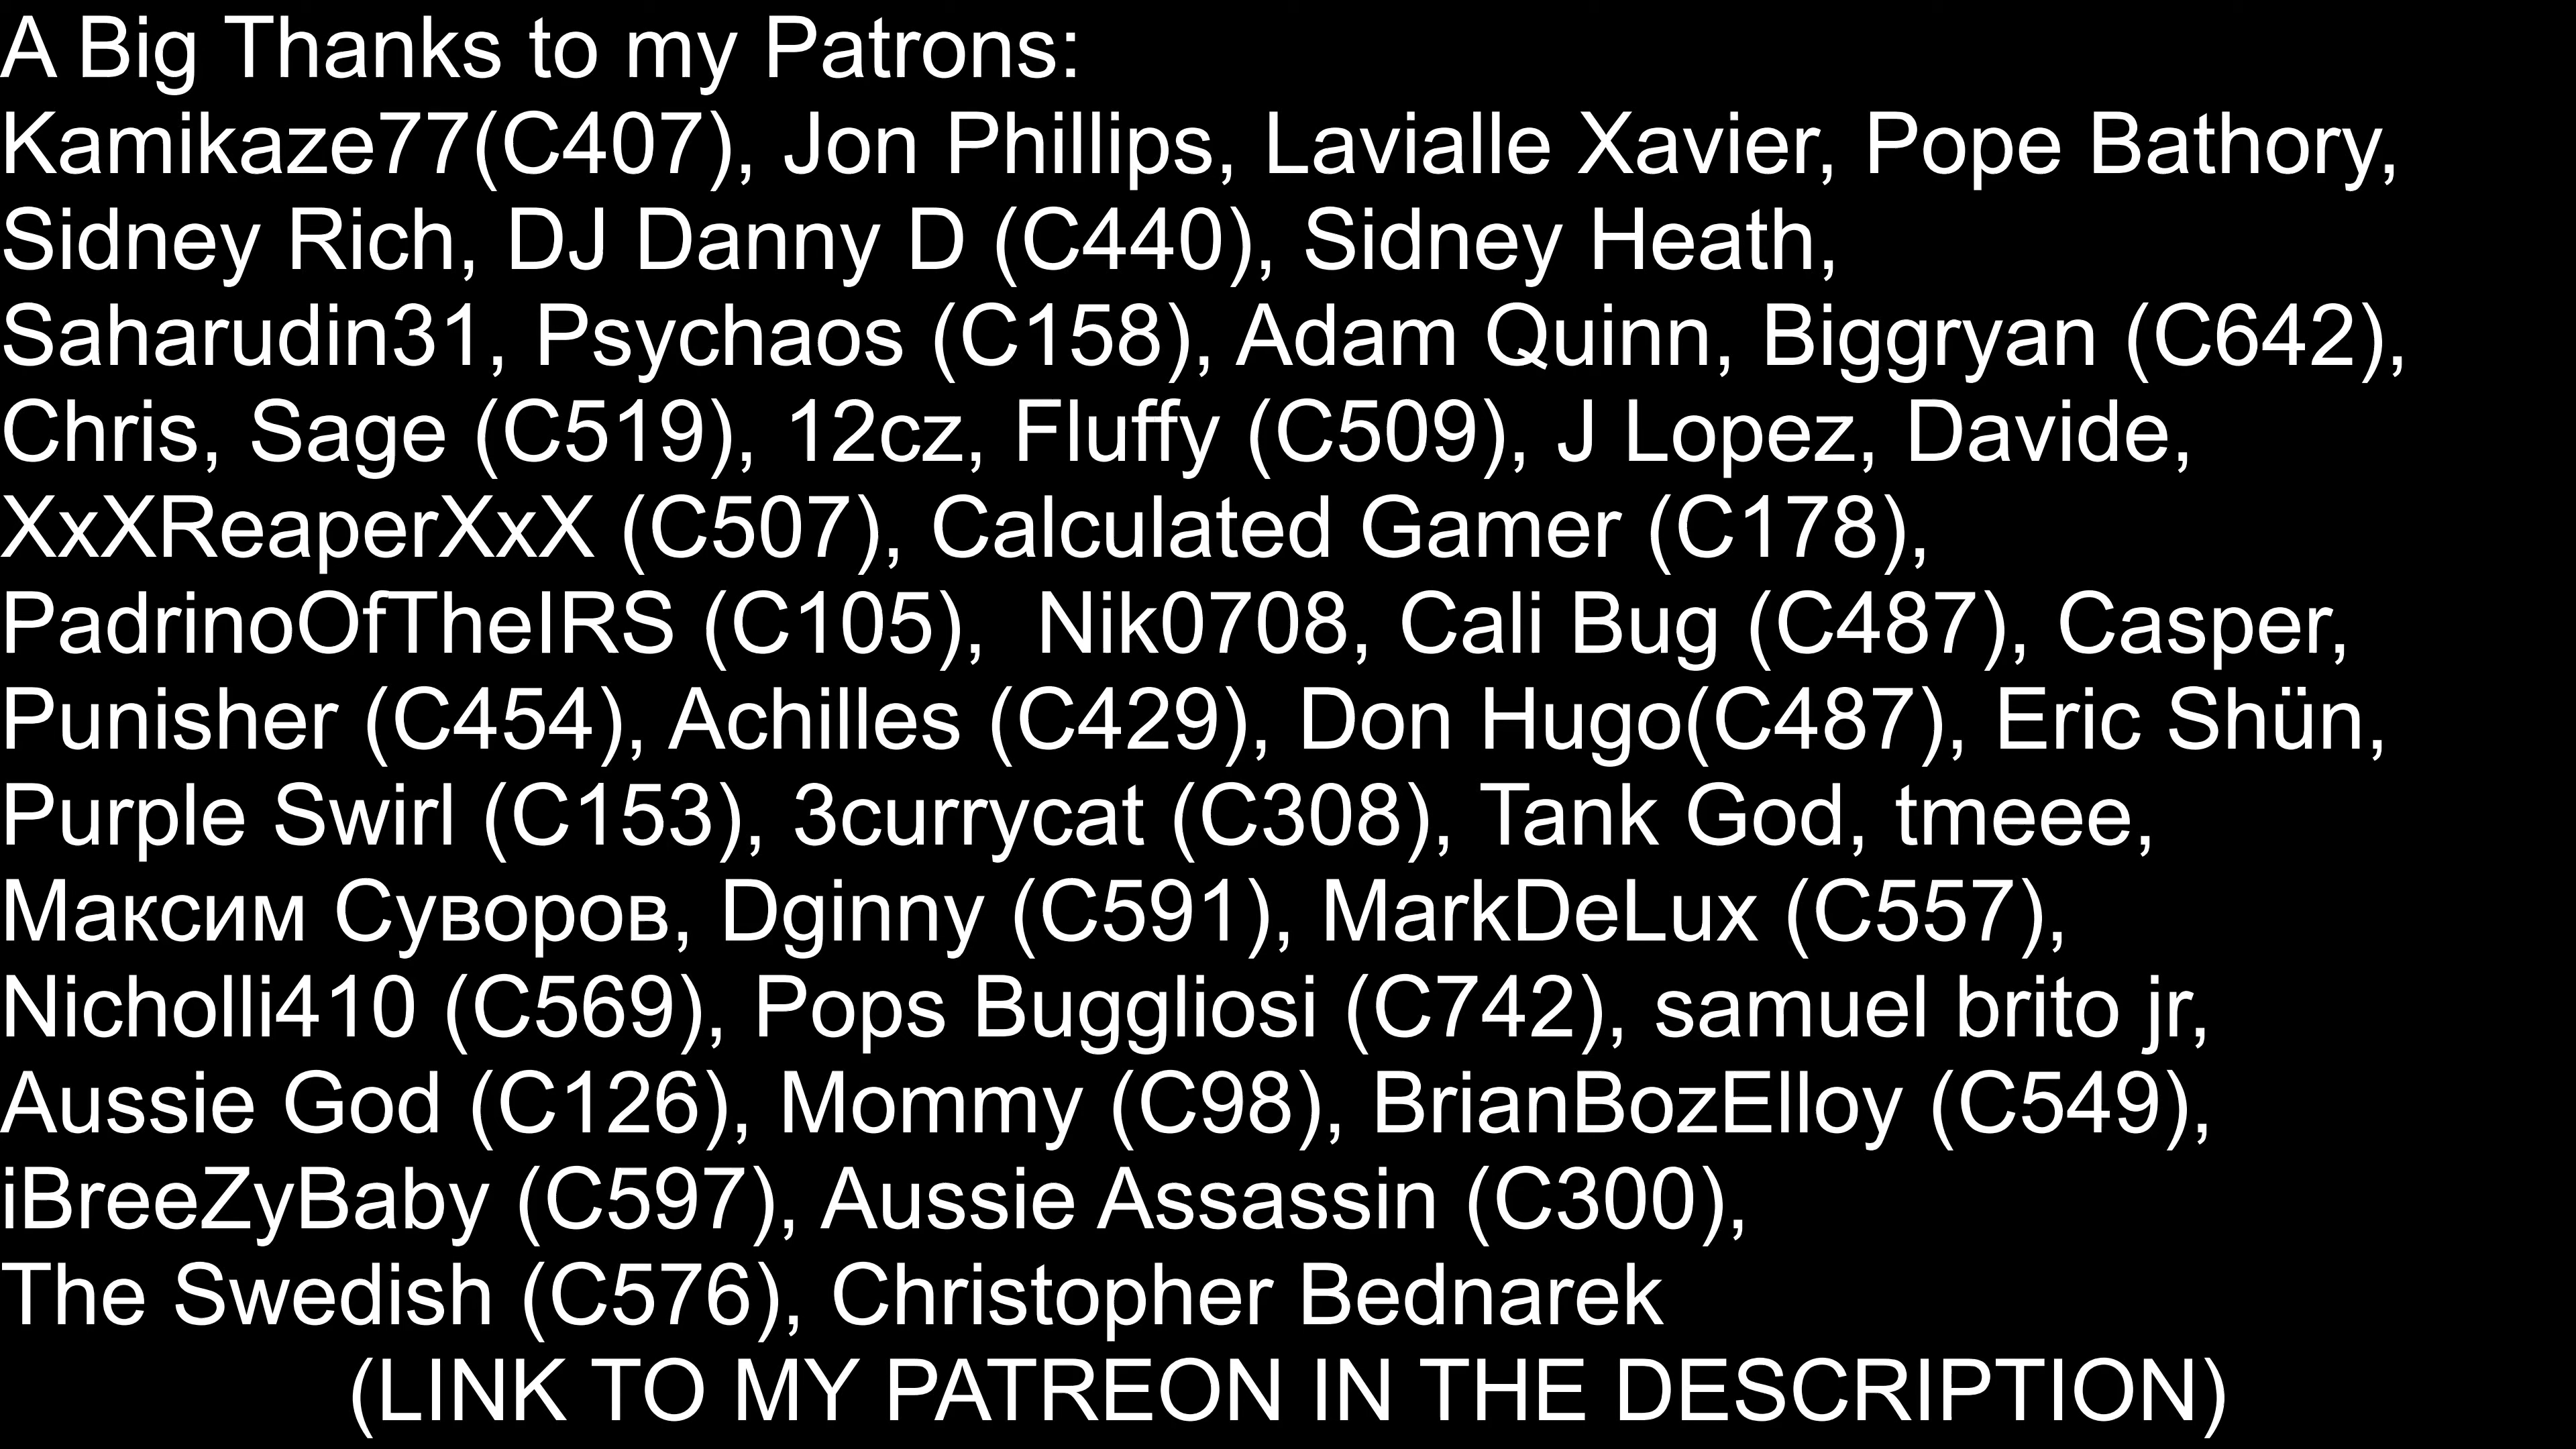 A Big Thanks to my Patrons:
Kamikaze77(C407), Jon Phillips, Lavialle Xavier, Pope Bathory,
Sidney Rich, DJ Danny D (C440), Sidney Heath,
Saharudin31, Psychaos (C158), Adam Quinn, Biggryan (C642),
Chris, Sage (C519), 12cz, Fluffy (C509), J Lopez, Davide,
XxXReaperXxX (C507), Calculated Gamer (C178),
PadrinoOfTheIRS (C105),  Nik0708, Cali Bug (C487), Casper,
Punisher (C454), Achilles (C429), Don Hugo(C487), Eric Shün,
Purple Swirl (C153), 3currycat (C308), Tank God, tmeee,
Максим Суворов, Dginny (C591), MarkDeLux (C557),
Nicholli410 (C569), Pops Buggliosi (C742), samuel brito jr,
Aussie God (C126), Mommy (C98), BrianBozElloy (C549),
iBreeZyBaby (C597), Aussie Assassin (C300),
The Swedish (C576), Christopher Bednarek
(LINK TO MY PATREON IN THE DESCRIPTION)